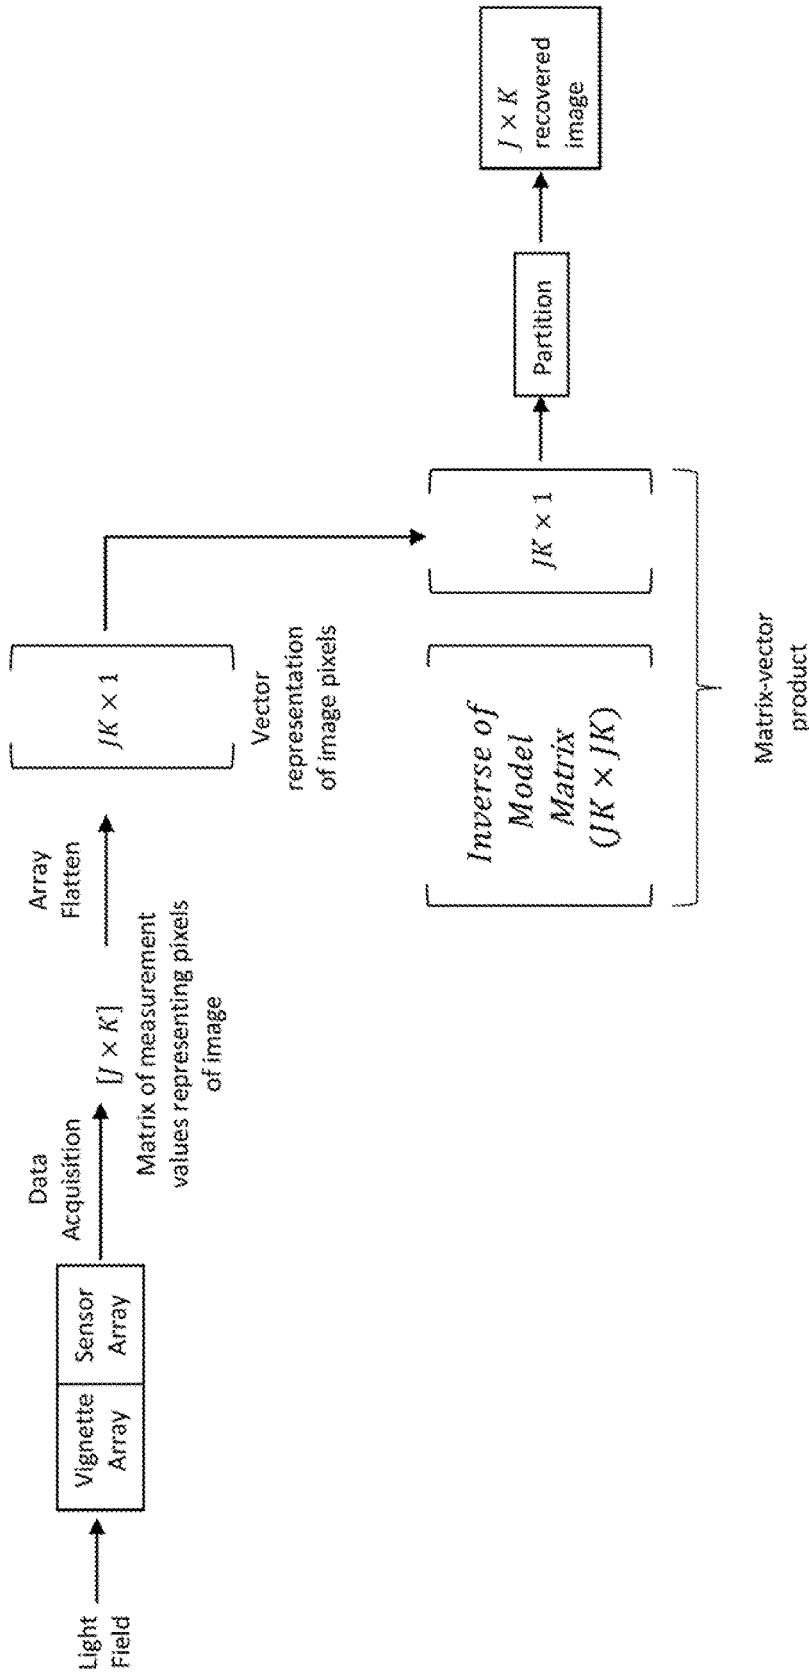 Light
Field
Vignette
Array
Sensor
Array
Data
Acquisition
[J × K]
Matrix of measurement
values representing pixels
of image
Array
Flatten
JK × 1
Vector
representation
of image pixels
Inverse of
Model
Matrix
(JK × JK)
JK × 1
Matrix-vector
product
Partition
J × K
recovered
image